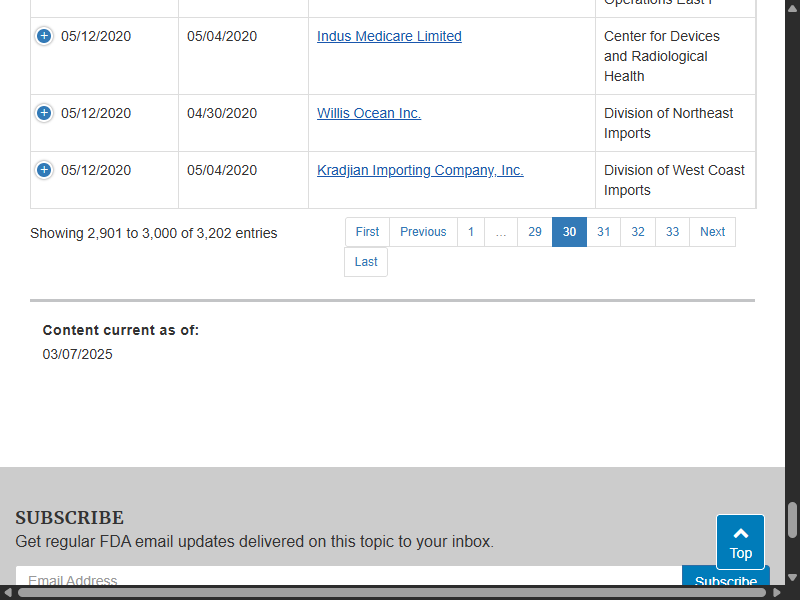 Operations East I
05/12/2020 05/04/2020 Indus Medicare Limited Center for Devices
and Radiological
Health
05/12/2020 04/30/2020 Willis Ocean Inc. Division of Northeast
Imports
05/12/2020 05/04/2020 Kradjian Importing Company, Inc. Division of West Coast
Imports
Showing 2,901 to 3,000 of 3,202 entries First Previous 1 ... 29 30 31 32 33 Next
Last
Content current as of:
03/07/2025
SUBSCRIBE
Get regular FDA email updates delivered on this topic to your inbox.
Top
Email Address Subscribe